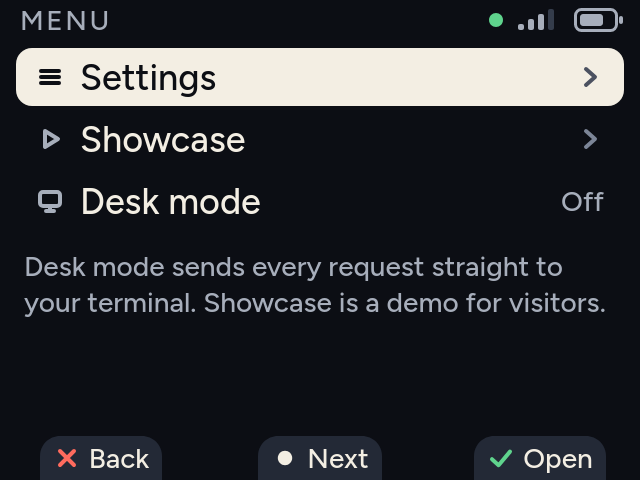 MENU
Settings
Showcase
Desk mode Off
Desk mode sends every request straight to
your terminal. Showcase is a demo for visitors.
Back Next Open